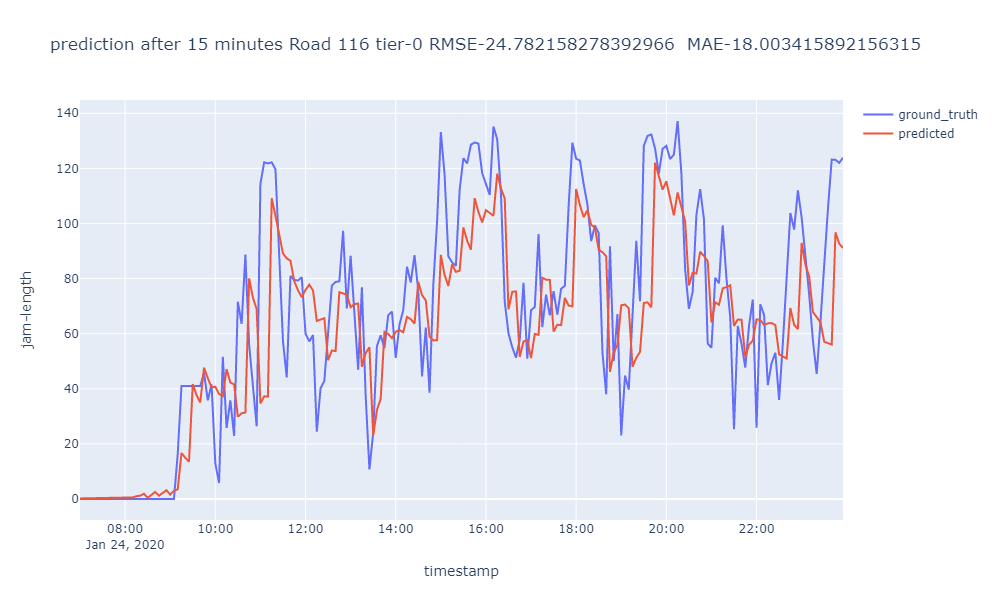 prediction after 15 minutes Road 116 tier-0 RMSE-24.782158278392966 MAE-18.003415892156315
140
120
100
80
60
40
20
0
jam-length
08:00 10:00 12:00 14:00 16:00 18:00 20:00 22:00
Jan 24, 2020
timestamp
ground_truth
predicted